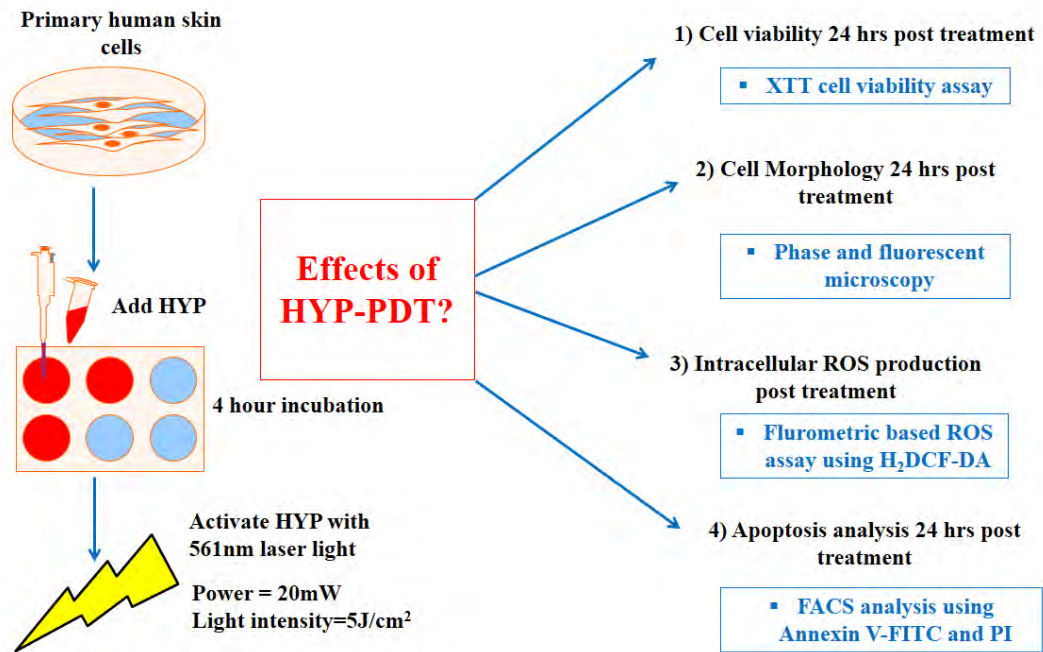 Primary human skin
cells
Add HYP
4 hour incubation
Activate HYP with
561nm laser light
Power = 20mW
Light intensity=5J/cm²
Effects of
HYP-PDT?
1) Cell viability 24 hrs post treatment
▪ XTT cell viability assay
2) Cell Morphology 24 hrs post
treatment
▪ Phase and fluorescent
microscopy
3) Intracellular ROS production
post treatment
▪ Flurometric based ROS
assay using H₂DCF-DA
4) Apoptosis analysis 24 hrs post
treatment
▪ FACS analysis using
Annexin V-FITC and PI